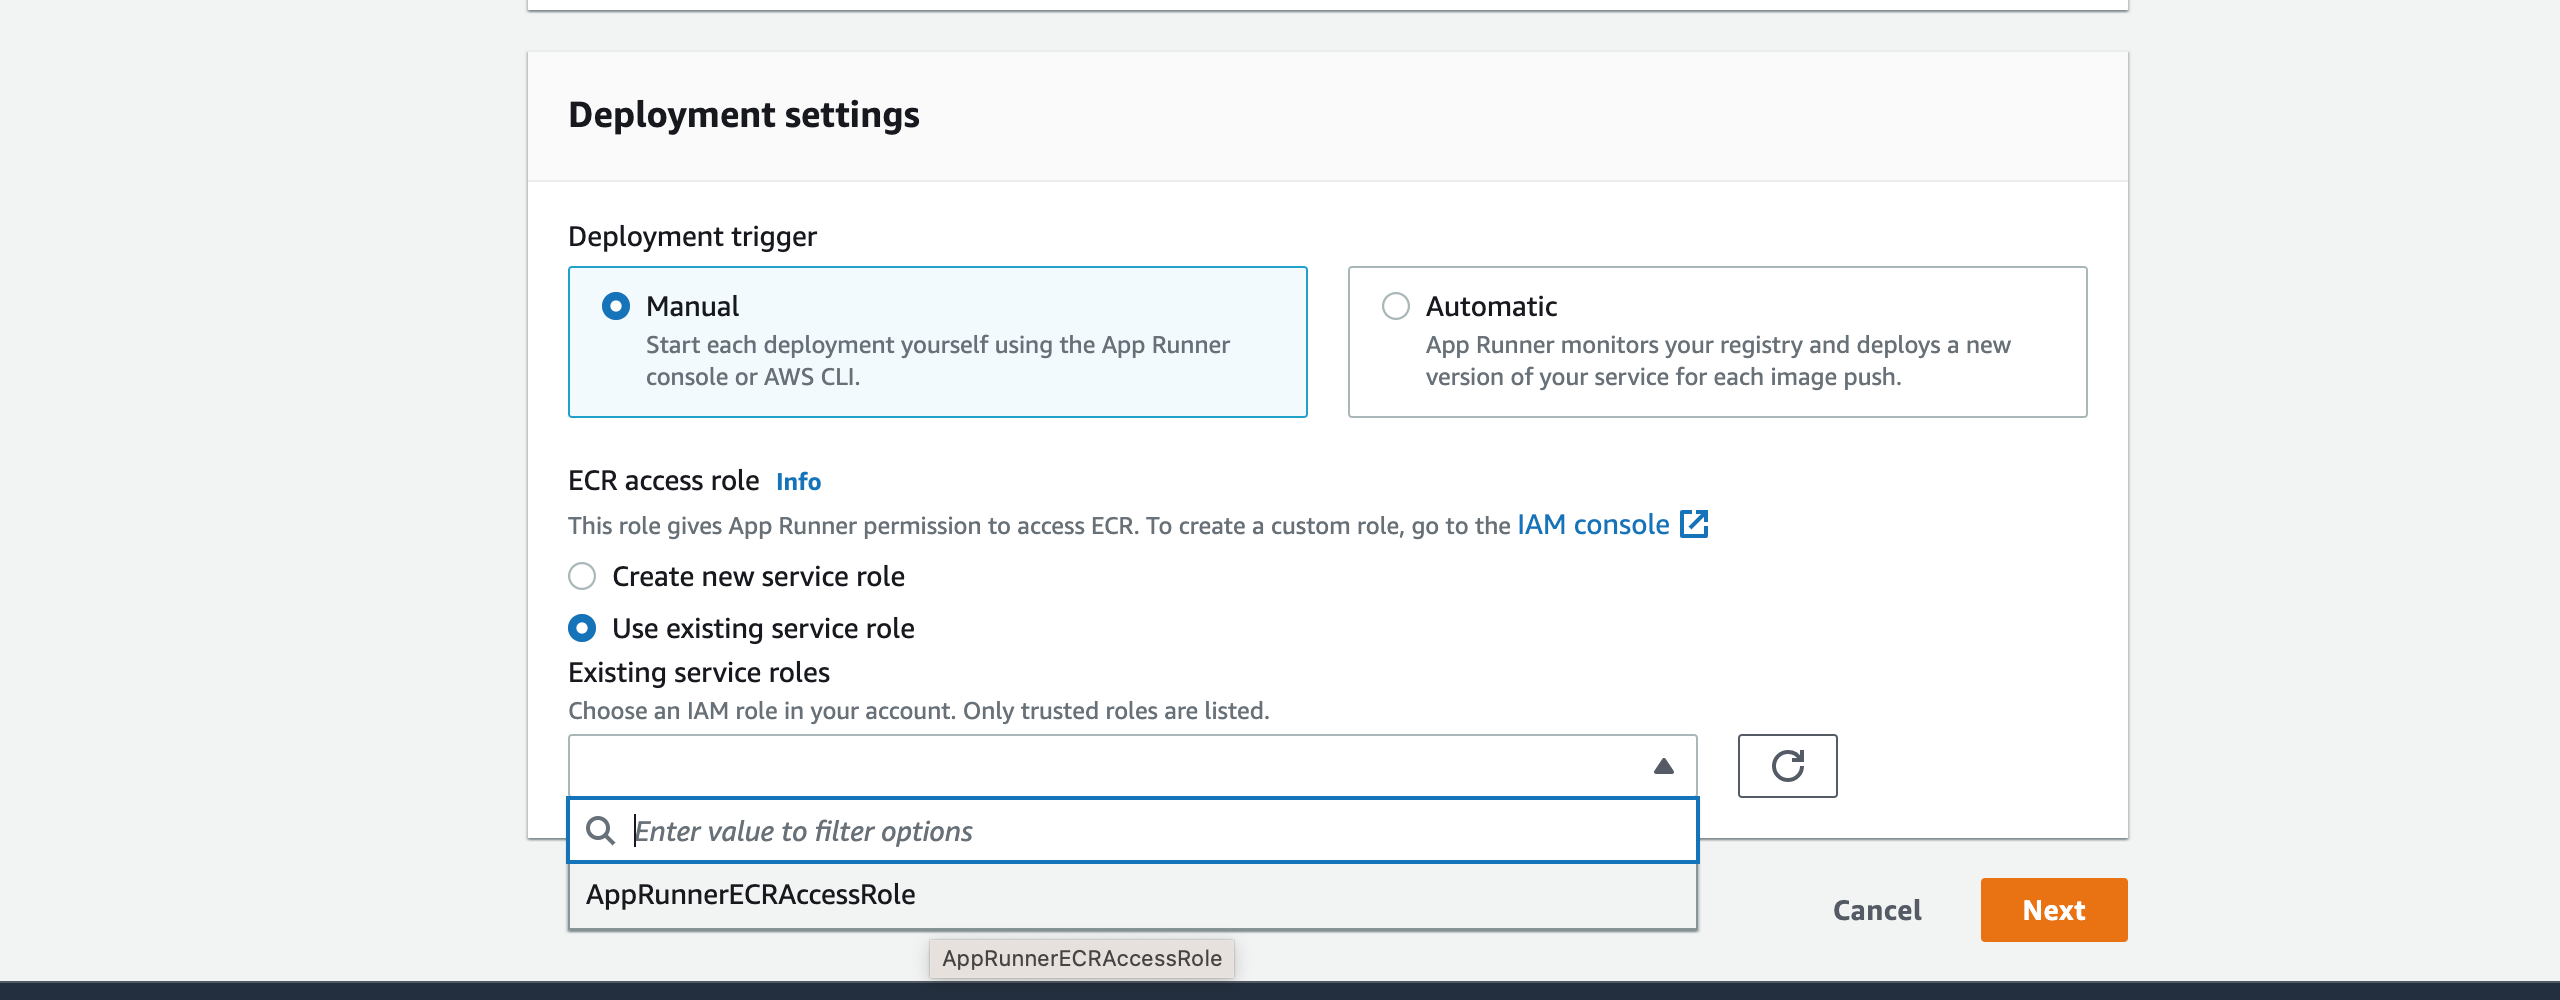 Deployment settings
Deployment trigger
Manual
Start each deployment yourself using the App Runner
console or AWS CLI.
Automatic
App Runner monitors your registry and deploys a new
version of your service for each image push.
ECR access role Info
This role gives App Runner permission to access ECR. To create a custom role, go to the IAM console
Create new service role
Use existing service role
Existing service roles
Choose an IAM role in your account. Only trusted roles are listed.
Enter value to filter options
AppRunnerECRAccessRole
Cancel
Next
AppRunnerECRAccessRole